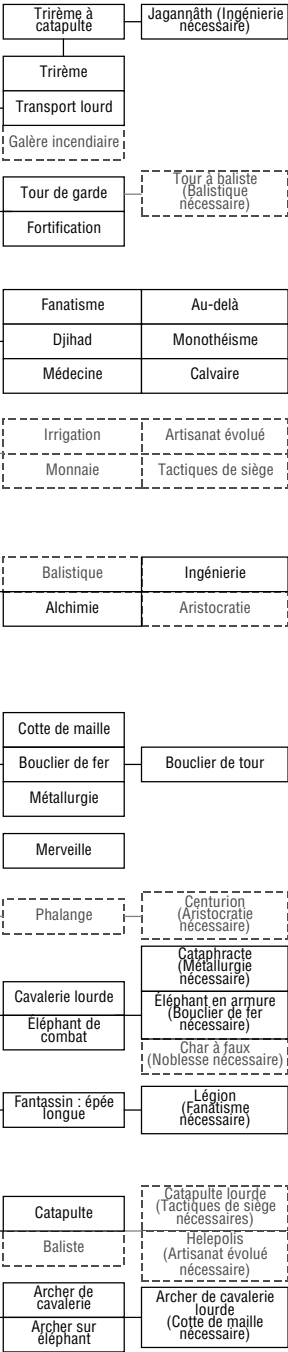 Trirème à
catapulte
Jagannâth (Ingénierie
nécessaire)
Trirème
Transport lourd
Galère incendiaire
Tour de garde
Tour à baliste
(Balistique
nécessaire)
Fortification
Fanatisme
Au-delà
Djihad
Monothéisme
Médecine
Calvaire
Irrigation
Artisanat évolué
Monnaie
Tactiques de siège
Balistique
Ingénierie
Alchimie
Aristocratie
Cotte de maille
Bouclier de fer
Bouclier de tour
Métallurgie
Merveille
Phalange
Centurion
(Aristocratie
nécessaire)
Cavalerie lourde
Éléphant de
combat
Cataphracte
(Métallurgie
nécessaire)
Éléphant en armure
(Bouclier de fer
nécessaire)
Char à faux
(Noblesse nécessaire)
Fantassin : épée
longue
Légion
(Fanatisme
nécessaire)
Catapulte
Catapulte lourde
(Tactiques de siège
nécessaires)
Baliste
Helepolis
(Artisanat évolué
nécessaire)
Archer de
cavalerie
Archer sur
éléphant
Archer de cavalerie
lourde
(Cotte de maille
nécessaire)